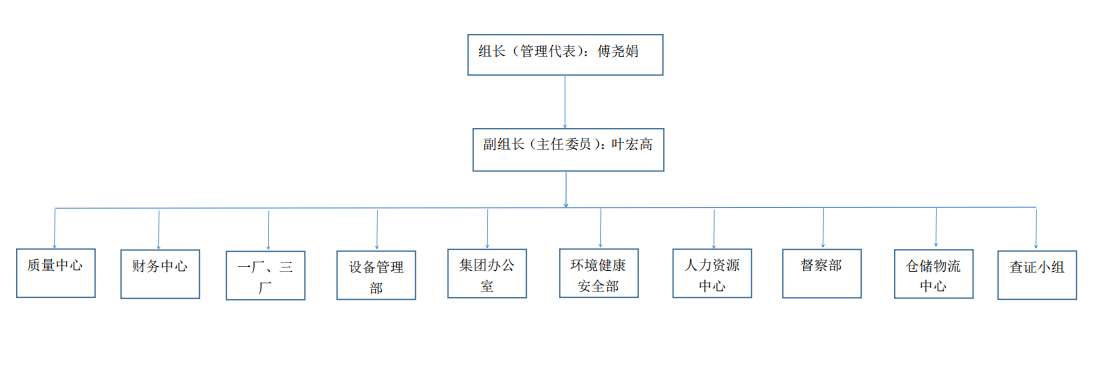 组长（管理代表）：傅尧娟
副组长（主任委员）：叶宏高
质量中心
财务中心
一厂、三
厂
设备管理
部
集团办公
室
环境健康
安全部
人力资源
中心
督察部
仓储物流
中心
查证小组